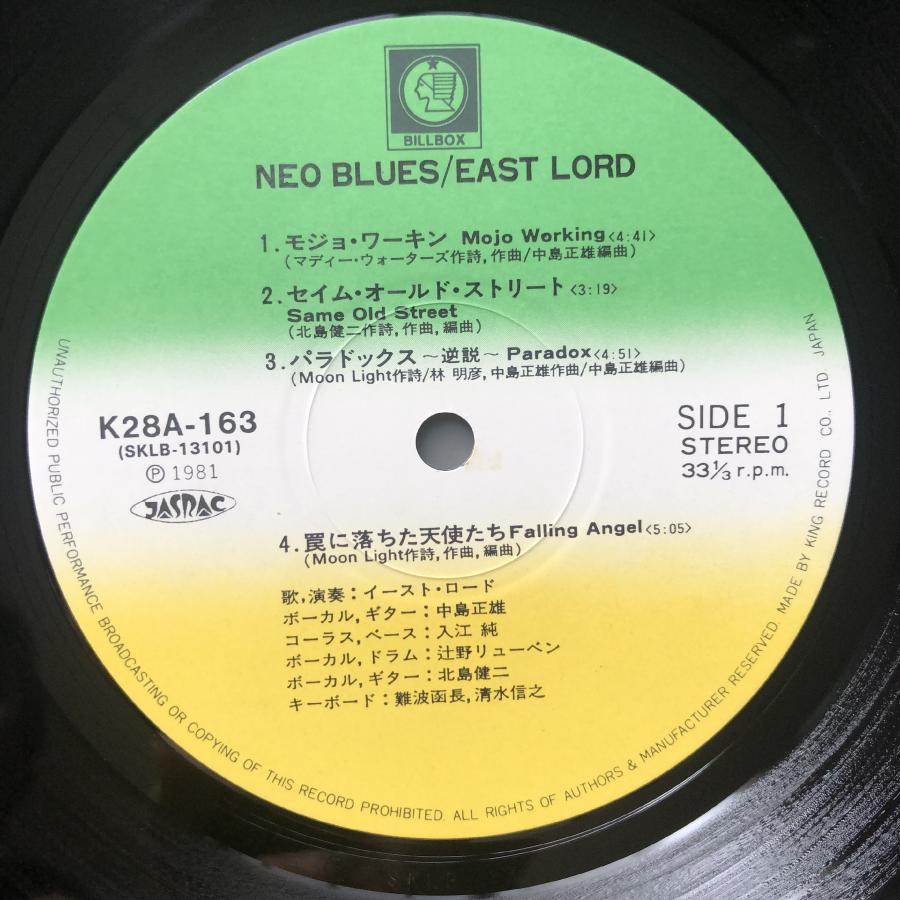 BILLBOX
NEO BLUES/EAST LORD
1. モジョ・ワーキン Mojo Working<4:41>
(マディー・ウォーターズ作詩, 作曲/中島正雄編曲)
2. セイム・オールド・ストリート<3:19>
Same Old Street
(北島健二作詩, 作曲, 編曲)
3. パラドックス～逆説～ Paradox<4:51>
(Moon Light作詩/林 明彦, 中島正雄作曲/中島正雄編曲)
K28A-163
(SKLB-13101)
Ⓟ 1981
JASRAC
SIDE 1
STEREO
33⅓ r.p.m.
4. 罠に落ちた天使たち Falling Angel<5:05>
(Moon Light作詩, 作曲, 編曲)
歌, 演奏：イースト・ロード
ボーカル, ギター：中島正雄
コーラス, ベース：入江 純
ボーカル, ドラム：辻野リューベン
ボーカル, ギター：北島健二
キーボード：難波函長, 清水信之
UNAUTHORIZED PUBLIC PERFORMANCE BROADCASTING OR COPYING OF THIS RECORD PROHIBITED. ALL RIGHTS OF AUTHORS & MANUFACTURER RESERVED. MADE BY KING RECORD CO., LTD. JAPAN